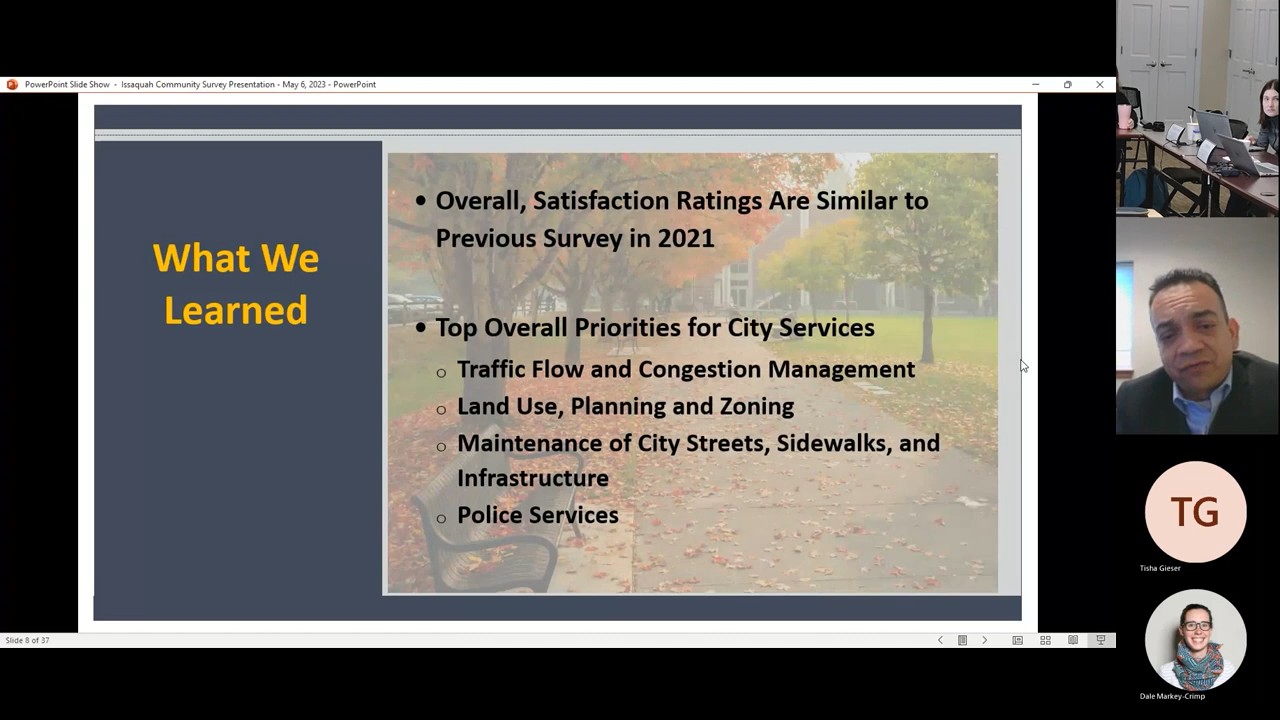 PowerPoint Slide Show - Issaquah Community Survey Presentation - May 6, 2023 - PowerPoint
What We
Learned
• Overall, Satisfaction Ratings Are Similar to
Previous Survey in 2021
• Top Overall Priorities for City Services
o Traffic Flow and Congestion Management
o Land Use, Planning and Zoning
o Maintenance of City Streets, Sidewalks, and
Infrastructure
o Police Services
Slide 8 of 37
TG
Tisha Gieser
Dale Markey-Crimp